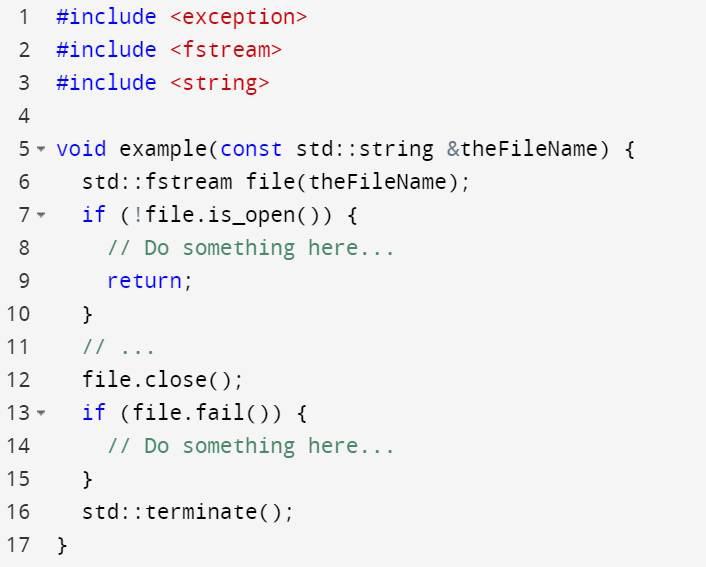 1 #include <exception>
2 #include <fstream>
3 #include <string>
4
5 void example(const std::string &theFileName) {
6   std::fstream file(theFileName);
7   if (!file.is_open()) {
8     // Do something here...
9     return;
10   }
11   // ...
12   file.close();
13   if (file.fail()) {
14     // Do something here...
15   }
16   std::terminate();
17 }